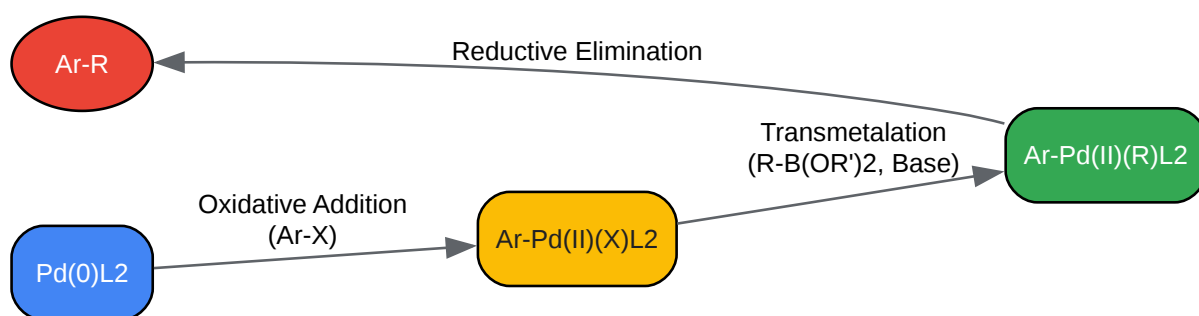 Reductive Elimination
Ar-R
Transmetalation
(R-B(OR')2, Base)
Ar-Pd(II)(R)L2
Oxidative Addition
(Ar-X)
Ar-Pd(II)(X)L2
Pd(0)L2